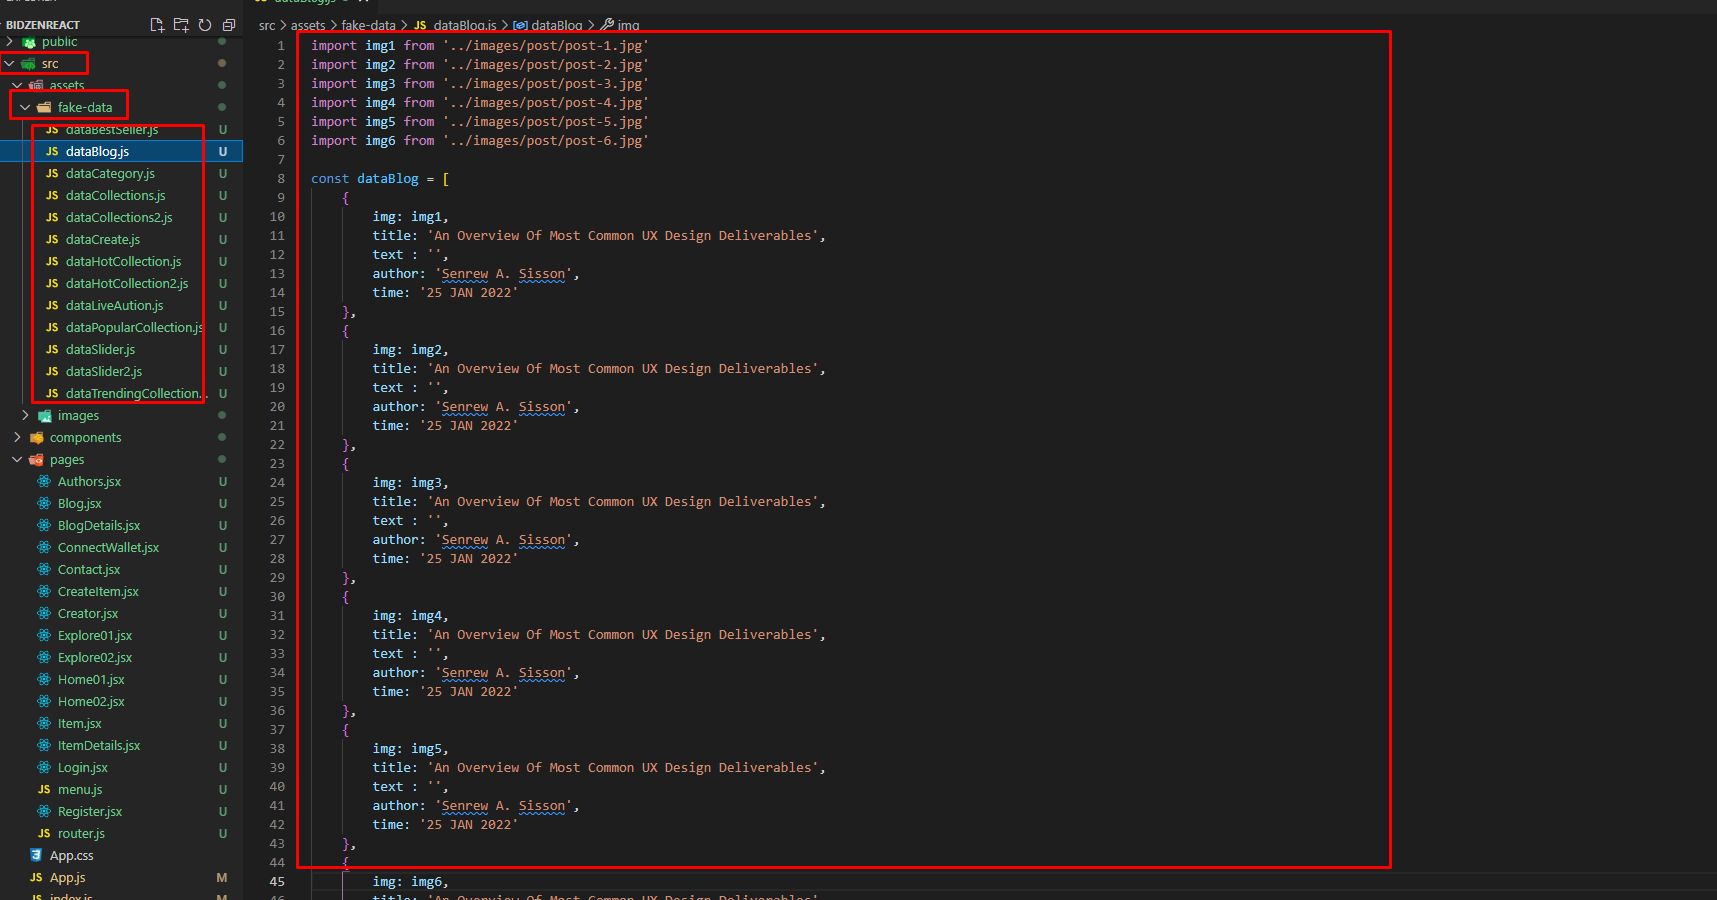 dataBlog.js
BIDZENREACT
public
src
assets
fake-data
dataBestSeller.js
U
dataBlog.js
U
dataCategory.js
U
dataCollections.js
U
dataCollections2.js
U
dataCreate.js
U
dataHotCollection.js
U
dataHotCollection2.js
U
dataLiveAution.js
U
dataPopularCollection.js
U
dataSlider.js
U
dataSlider2.js
U
dataTrendingCollection...
U
images
components
pages
Authors.jsx
U
Blog.jsx
U
BlogDetails.jsx
U
ConnectWallet.jsx
U
Contact.jsx
U
CreateItem.jsx
U
Creator.jsx
U
Explore01.jsx
U
Explore02.jsx
U
Home01.jsx
U
Home02.jsx
U
Item.jsx
U
ItemDetails.jsx
U
Login.jsx
U
JS menu.js
U
Register.jsx
U
JS router.js
U
App.css
JS App.js
M
JS index.js
M
src > assets > fake-data > JS dataBlog.js > dataBlog > img
1 import img1 from '../images/post/post-1.jpg'
2 import img2 from '../images/post/post-2.jpg'
3 import img3 from '../images/post/post-3.jpg'
4 import img4 from '../images/post/post-4.jpg'
5 import img5 from '../images/post/post-5.jpg'
6 import img6 from '../images/post/post-6.jpg'
7
8 const dataBlog = [
9 {
10 img: img1,
11 title: 'An Overview Of Most Common UX Design Deliverables',
12 text : '',
13 author: 'Senrew A. Sisson',
14 time: '25 JAN 2022'
15 },
16 {
17 img: img2,
18 title: 'An Overview Of Most Common UX Design Deliverables',
19 text : '',
20 author: 'Senrew A. Sisson',
21 time: '25 JAN 2022'
22 },
23 {
24 img: img3,
25 title: 'An Overview Of Most Common UX Design Deliverables',
26 text : '',
27 author: 'Senrew A. Sisson',
28 time: '25 JAN 2022'
29 },
30 {
31 img: img4,
32 title: 'An Overview Of Most Common UX Design Deliverables',
33 text : '',
34 author: 'Senrew A. Sisson',
35 time: '25 JAN 2022'
36 },
37 {
38 img: img5,
39 title: 'An Overview Of Most Common UX Design Deliverables',
40 text : '',
41 author: 'Senrew A. Sisson',
42 time: '25 JAN 2022'
43 },
44 {
45 img: img6,
46 title: 'An Overview Of Most Common UX Design Deliverables'